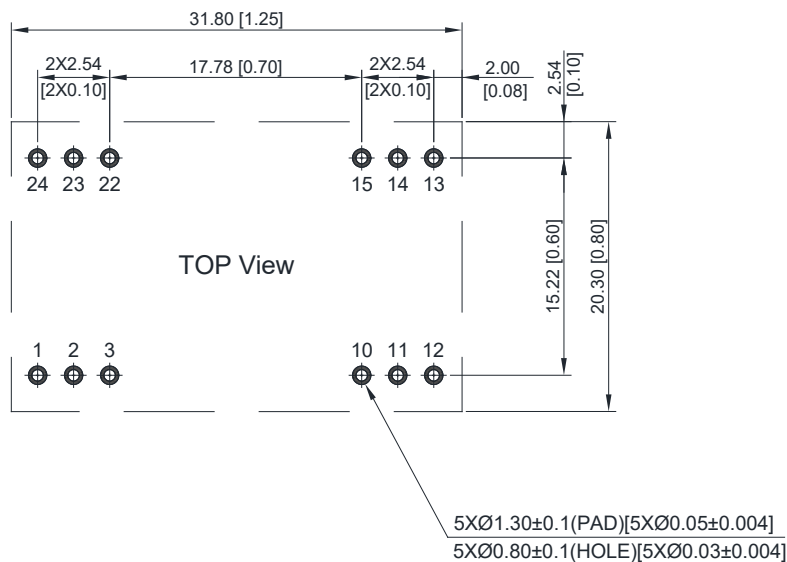 31.80 [1.25]
2X2.54
[2X0.10]
17.78 [0.70]
2X2.54
[2X0.10]
2.00
[0.08]
2.54
[0.10]
24 23 22
15 14 13
TOP View
15.22 [0.60]
20.30 [0.80]
1 2 3
10 11 12
5XØ1.30±0.1(PAD)[5XØ0.05±0.004]
5XØ0.80±0.1(HOLE)[5XØ0.03±0.004]